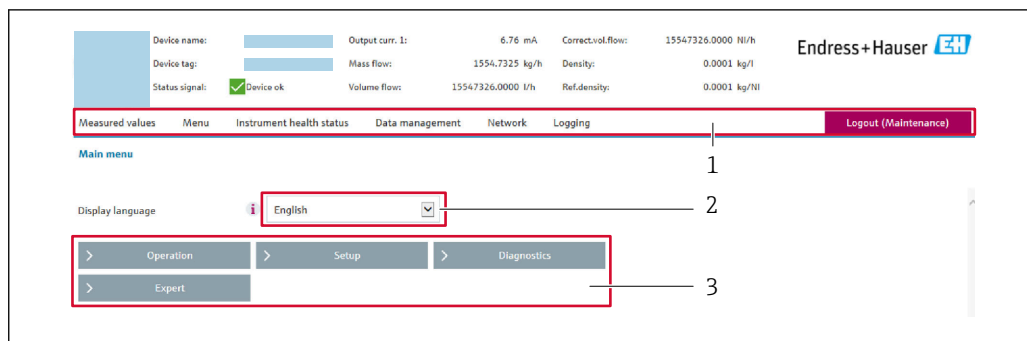 Device name: Output curr. 1: 6.76 mA Correct.vol.flow: 15547326.0000 Nl/h
Endress+Hauser EH
Device tag: Mass flow: 1554.7325 kg/h Density: 0.0001 kg/l
Status signal: Device ok Volume flow: 15547326.0000 l/h Ref.density: 0.0001 kg/Nl
Measured values Menu Instrument health status Data management Network Logging Logout (Maintenance)
1
Main menu
Display language i English 2
> Operation > Setup > Diagnostics
> Expert 3